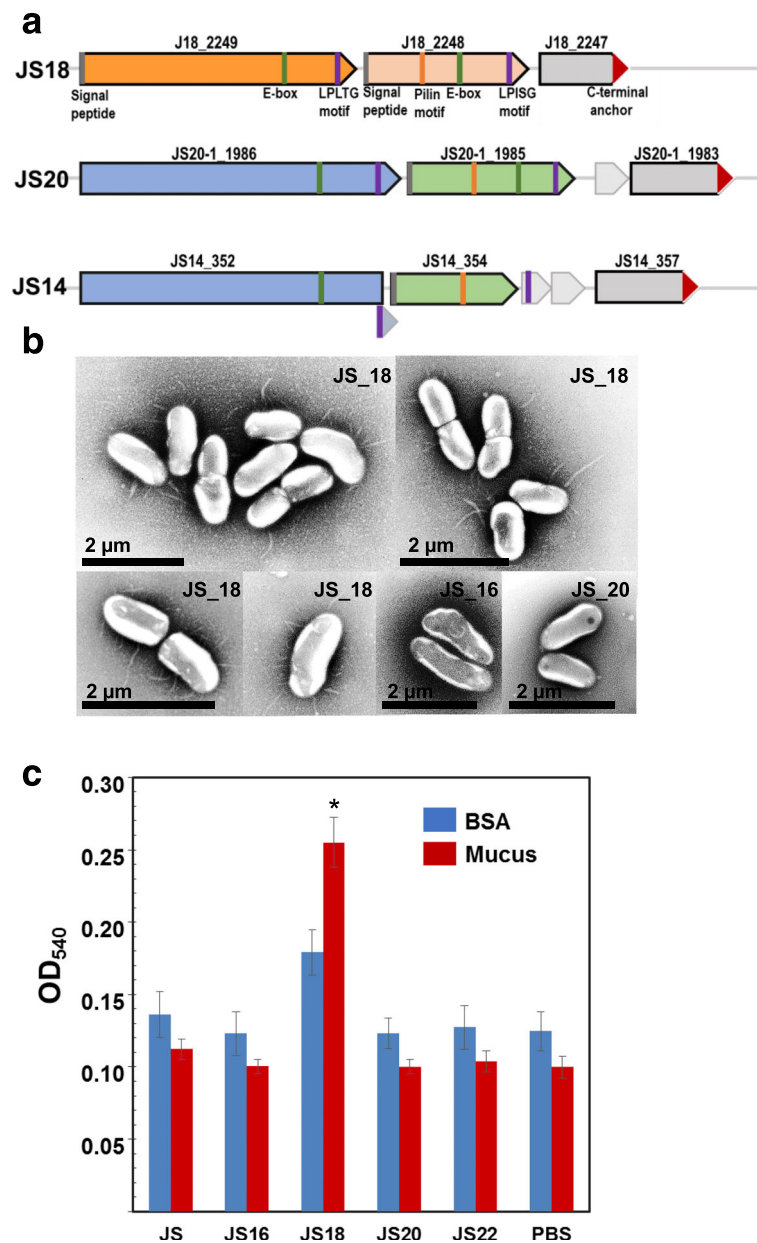 a
J18_2249 J18_2248 J18_2247
JS18
Signal peptide E-box LPLTG motif Signal peptide Pilin motif E-box LPISG motif C-terminal anchor
JS20-1_1986 JS20-1_1985 JS20-1_1983
JS20
JS14_352 JS14_354 JS14_357
JS14
b
JS_18 JS_18
2 µm 2 µm
JS_18 JS_18 JS_16 JS_20
2 µm 2 µm 2 µm
c
0.30
*
BSA
0.25
Mucus
0.20
OD540
0.15
0.10
0.05
JS JS16 JS18 JS20 JS22 PBS